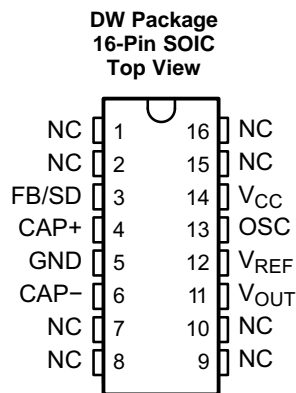 DW Package
16-Pin SOIC
Top View
NC 1 16 NC
NC 2 15 NC
FB/SD 3 14 VCC
CAP+ 4 13 OSC
GND 5 12 VREF
CAP− 6 11 VOUT
NC 7 10 NC
NC 8 9 NC